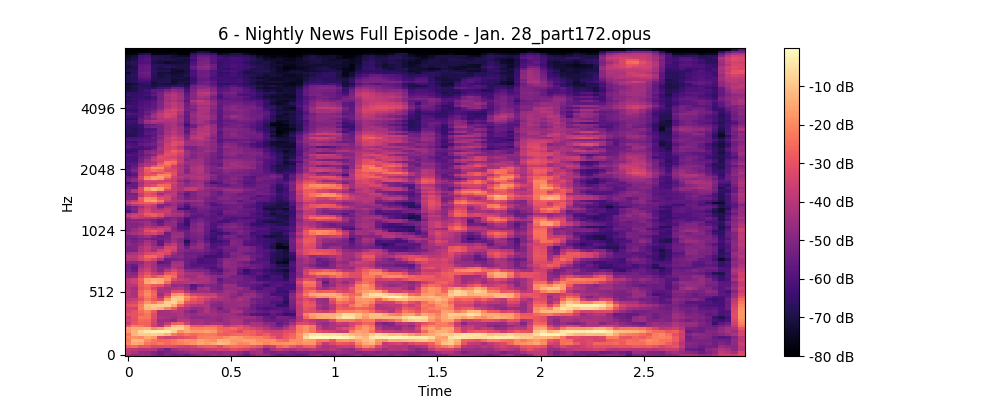 6 - Nightly News Full Episode - Jan. 28_part172.opus
4096
2048
1024
512
0
Hz
0
0.5
1
1.5
2
2.5
Time
-10 dB
-20 dB
-30 dB
-40 dB
-50 dB
-60 dB
-70 dB
-80 dB